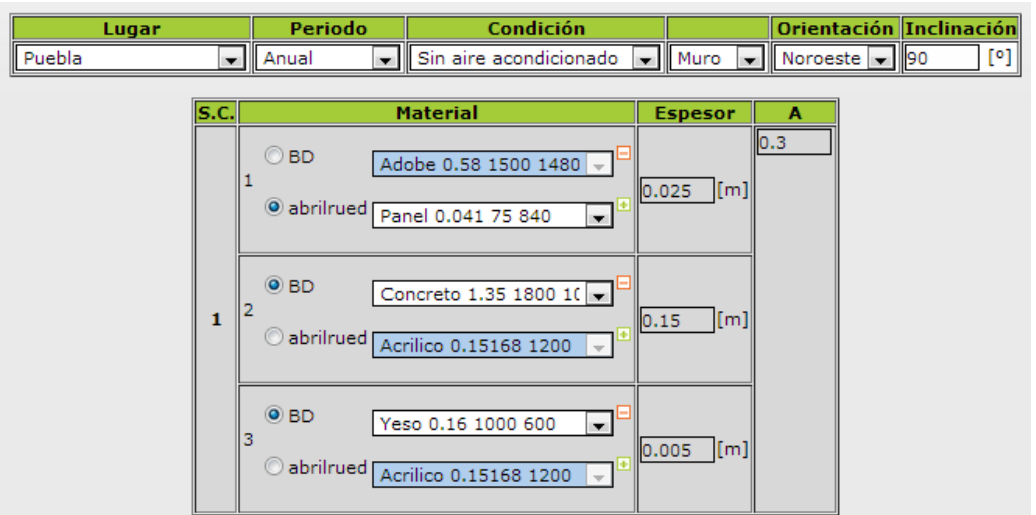 Lugar Periodo Condición Orientación Inclinación
Puebla Anual Sin aire acondicionado Muro Noroeste 90 [º]
S.C. Material Espesor A
1
1
BD Adobe 0.58 1500 1480
abrilrued Panel 0.041 75 840
0.025 [m]
0.3
2
BD Concreto 1.35 1800 10
abrilrued Acrilico 0.15168 1200
0.15 [m]
3
BD Yeso 0.16 1000 600
abrilrued Acrilico 0.15168 1200
0.005 [m]